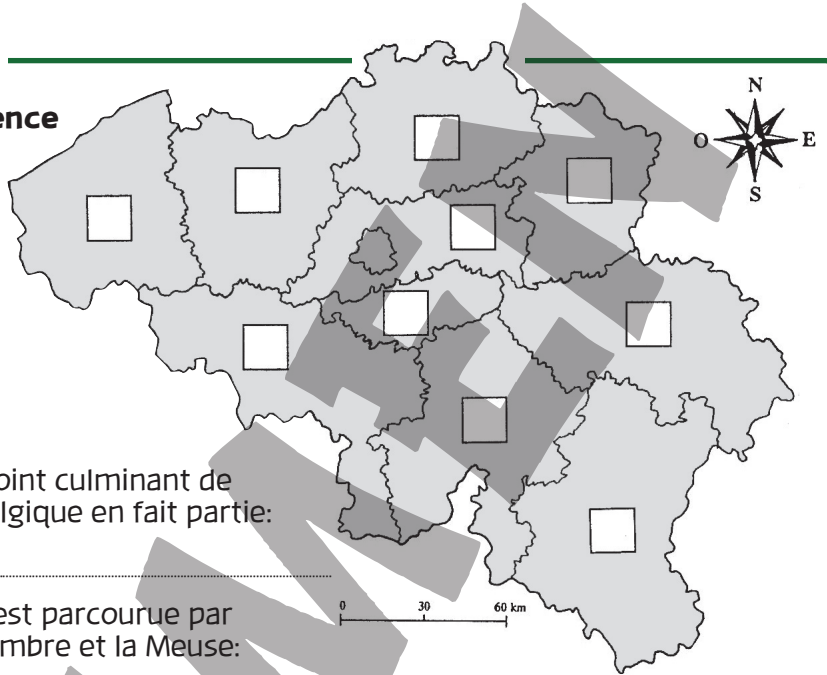 ence
N
O E
S
oint culminant de
lgique en fait partie:
est parcourue par
mbre et la Meuse:
0 30 60 km